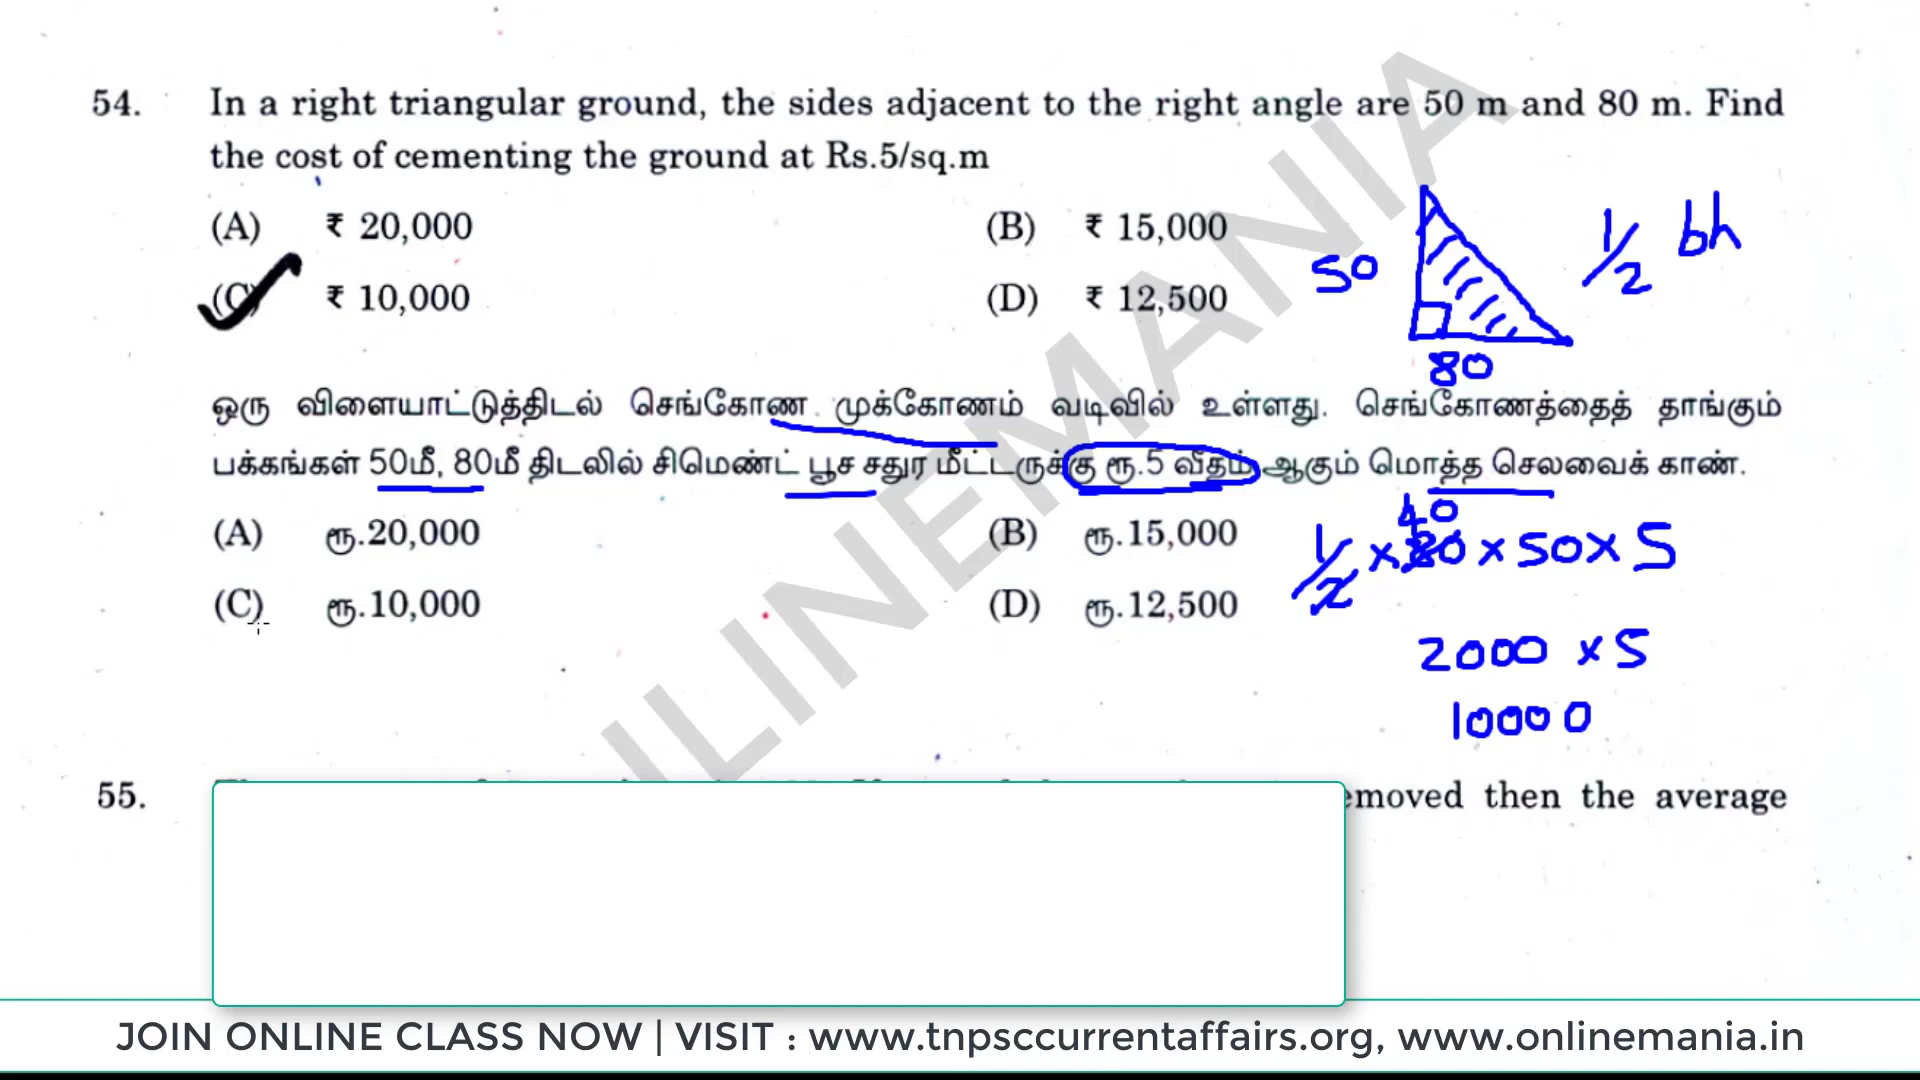 54. In a right triangular ground, the sides adjacent to the right angle are 50 m and 80 m. Find
the cost of cementing the ground at Rs.5/sq.m
(A) ₹ 20,000 (B) ₹ 15,000
(C) ₹ 10,000 (D) ₹ 12,500
50
80
1/2 bh
ஒரு விளையாட்டுத்திடல் செங்கோண முக்கோணம் வடிவில் உள்ளது. செங்கோணத்தைத் தாங்கும்
பக்கங்கள் 50மீ, 80மீ திடலில் சிமெண்ட் பூச சதுர மீட்டருக்கு ரூ.5 வீதம் ஆகும் மொத்த செலவைக் காண்.
(A) ரூ.20,000 (B) ரூ.15,000
(C) ரூ.10,000 (D) ரூ.12,500
40
1/2 × 80 × 50 × 5
2000 × 5
10000
55. emoved then the average
JOIN ONLINE CLASS NOW | VISIT : www.tnpsccurrentaffairs.org, www.onlinemania.in
LINEMANIA